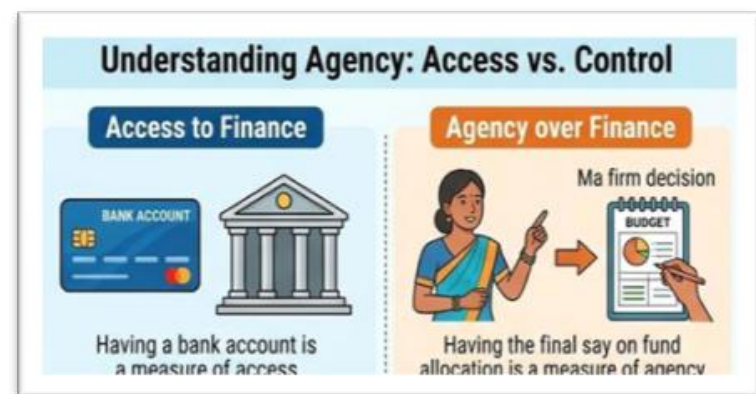 Understanding Agency: Access vs. Control
Access to Finance
BANK ACCOUNT
Having a bank account is
a measure of access
Agency over Finance
Ma firm decision
BUDGET
Having the final say on fund
allocation is a measure of agency